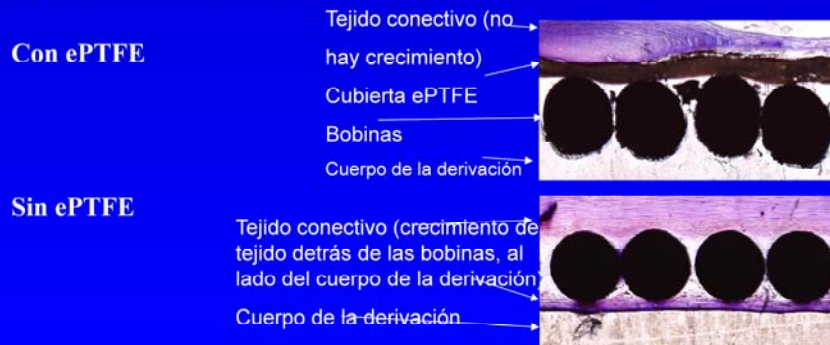 Con ePTFE
Tejido conectivo (no
hay crecimiento)
Cubierta ePTFE
Bobinas
Cuerpo de la derivación
Sin ePTFE
Tejido conectivo (crecimiento de
tejido detrás de las bobinas, al
lado del cuerpo de la derivación)
Cuerpo de la derivación